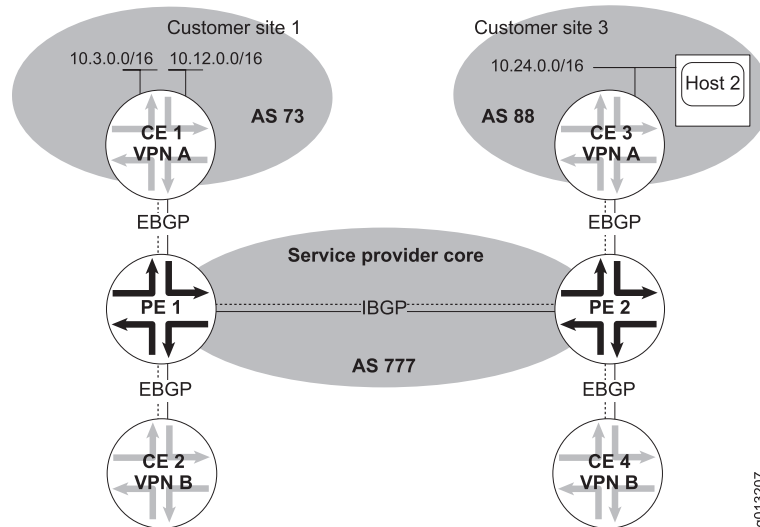 Customer site 1
10.3.0.0/16 10.12.0.0/16
AS 73
CE 1
VPN A
Customer site 3
10.24.0.0/16
Host 2
AS 88
CE 3
VPN A
EBGP
EBGP
Service provider core
PE 1
IBGP
PE 2
AS 777
EBGP
EBGP
CE 2
VPN B
CE 4
VPN B
g013207